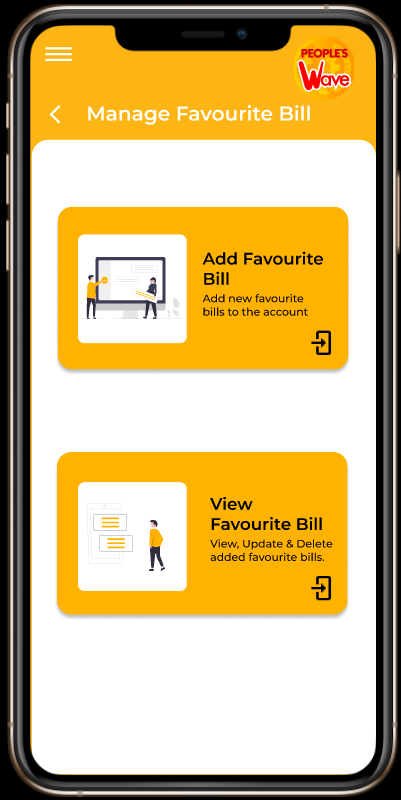 PEOPLE'S
Wave
Manage Favourite Bill
Add Favourite
Bill
Add new favourite
bills to the account
View
Favourite Bill
View, Update & Delete
added favourite bills.